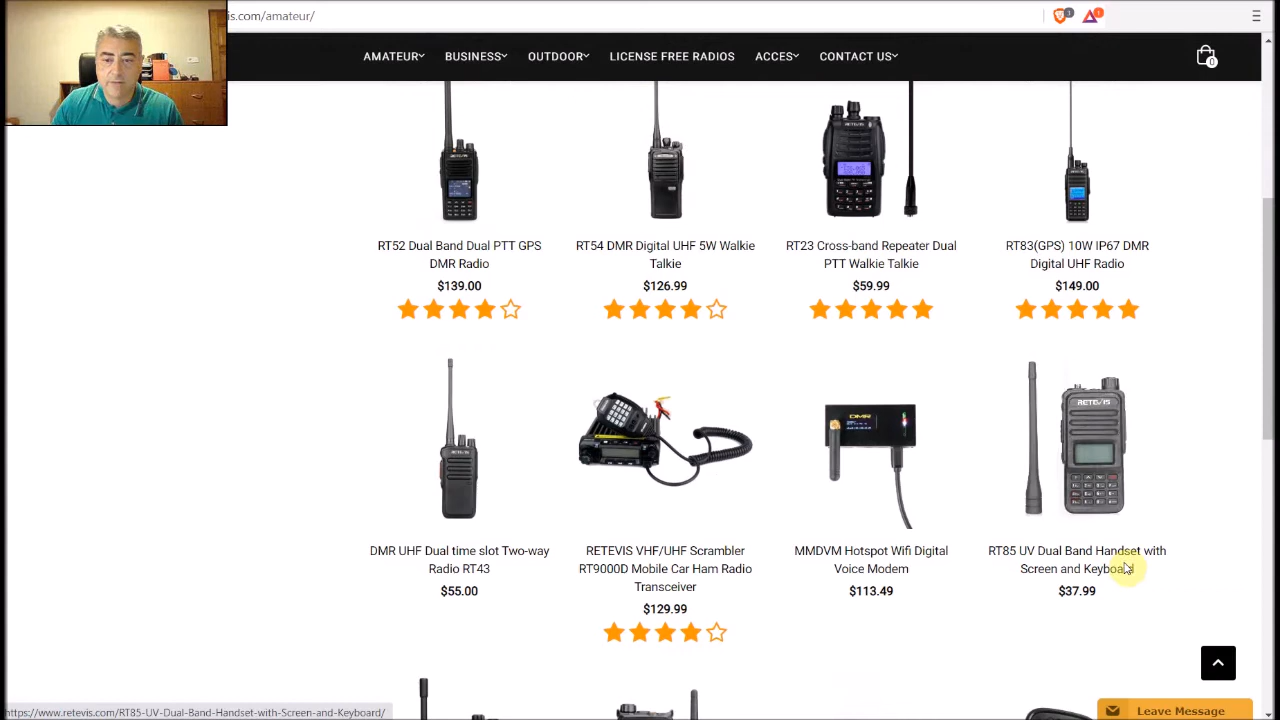 is.com/amateur/
AMATEUR BUSINESS OUTDOOR LICENSE FREE RADIOS ACCES CONTACT US
0
RETEVIS
RT52 Dual Band Dual PTT GPS
DMR Radio
$139.00
RT54 DMR Digital UHF 5W Walkie
Talkie
$126.99
RT23 Cross-band Repeater Dual
PTT Walkie Talkie
$59.99
RT83(GPS) 10W IP67 DMR
Digital UHF Radio
$149.00
DMR
RETEVIS
DMR UHF Dual time slot Two-way
Radio RT43
$55.00
RETEVIS VHF/UHF Scrambler
RT9000D Mobile Car Ham Radio
Transceiver
$129.99
MMDVM Hotspot Wifi Digital
Voice Modem
$113.49
RT85 UV Dual Band Handset with
Screen and Keyboard
$37.99
https://www.retevis.com/RT85-UV-Dual-Band-Handset-with-Screen-and-Keyboard/
Leave Message